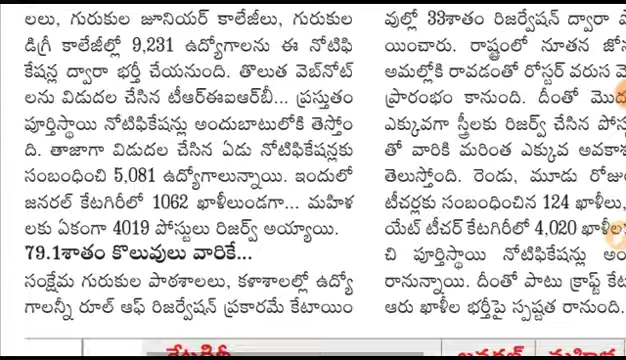 లలు, గురుకుల జూనియర్ కాలేజీలు, గురుకుల
డిగ్రీ కాలేజీల్లో 9,231 ఉద్యోగాలను ఈ నోటిఫి
కేషన్ల ద్వారా భర్తీ చేయనుంది. తొలుత వెబ్‌నోట్
లను విడుదల చేసిన టీఆర్ఈఐఆర్‌బీ... ప్రస్తుతం
పూర్తిస్థాయి నోటిఫికేషన్లు అందుబాటులోకి తెస్తోం
ది. తాజాగా విడుదల చేసిన ఏడు నోటిఫికేషన్లకు
సంబంధించి 5,081 ఉద్యోగాలున్నాయి. ఇందులో
జనరల్ కేటగిరీలో 1062 ఖాళీలుండగా... మహిళ
లకు ఏకంగా 4019 పోస్టులు రిజర్వ్ అయ్యాయి.
79.1శాతం కొలువులు వారికే...
సంక్షేమ గురుకుల పాఠశాలలు, కళాశాలల్లో ఉద్యో
గాలన్నీ రూల్ ఆఫ్ రిజర్వేషన్ ప్రకారమే కేటాయిం
వుల్లో 33శాతం రిజర్వేషన్ ద్వారా
యించారు. రాష్ట్రంలో నూతన
అమల్లోకి రావడంతో రోస్టర్ వరుస
ప్రారంభం కానుంది. దీంతో
ఎక్కువగా స్త్రీలకు రిజర్వ్ చేసిన
తో వారికి మరింత ఎక్కువ
తెలుస్తోంది. రెండు, మూడు
టీచర్లకు సంబంధించిన 124 ఖాళీలు,
యేట్ టీచర్ కేటగిరీలో 4,020
చి పూర్తిస్థాయి నోటిఫికేషన్లు
రానున్నాయి. దీంతో పాటు క్రాఫ్ట్
ఆరు ఖాళీల భర్తీపై స్పష్టత రానుంది.